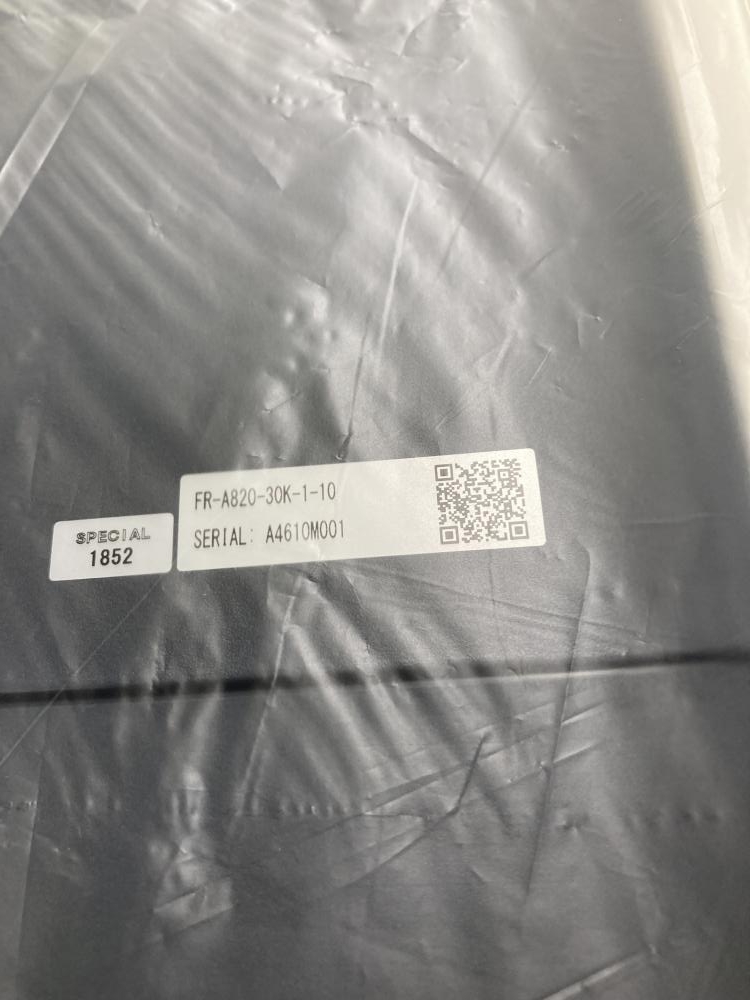 FR-A820-30K-1-10
SERIAL: A4610M001
SPECIAL
1852